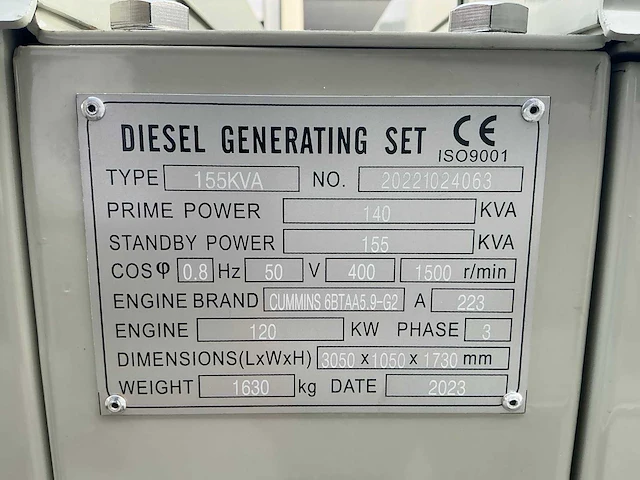 DIESEL GENERATING SET CE
ISO9001
TYPE 155KVA NO. 20221024063
PRIME POWER 140 KVA
STANDBY POWER 155 KVA
COSφ 0.8 Hz 50 V 400 1500 r/min
ENGINE BRAND CUMMINS 6BTAA5.9-G2 A 223
ENGINE 120 KW PHASE 3
DIMENSIONS(LxWxH) 3050 x 1050 x 1730 mm
WEIGHT 1630 kg DATE 2023